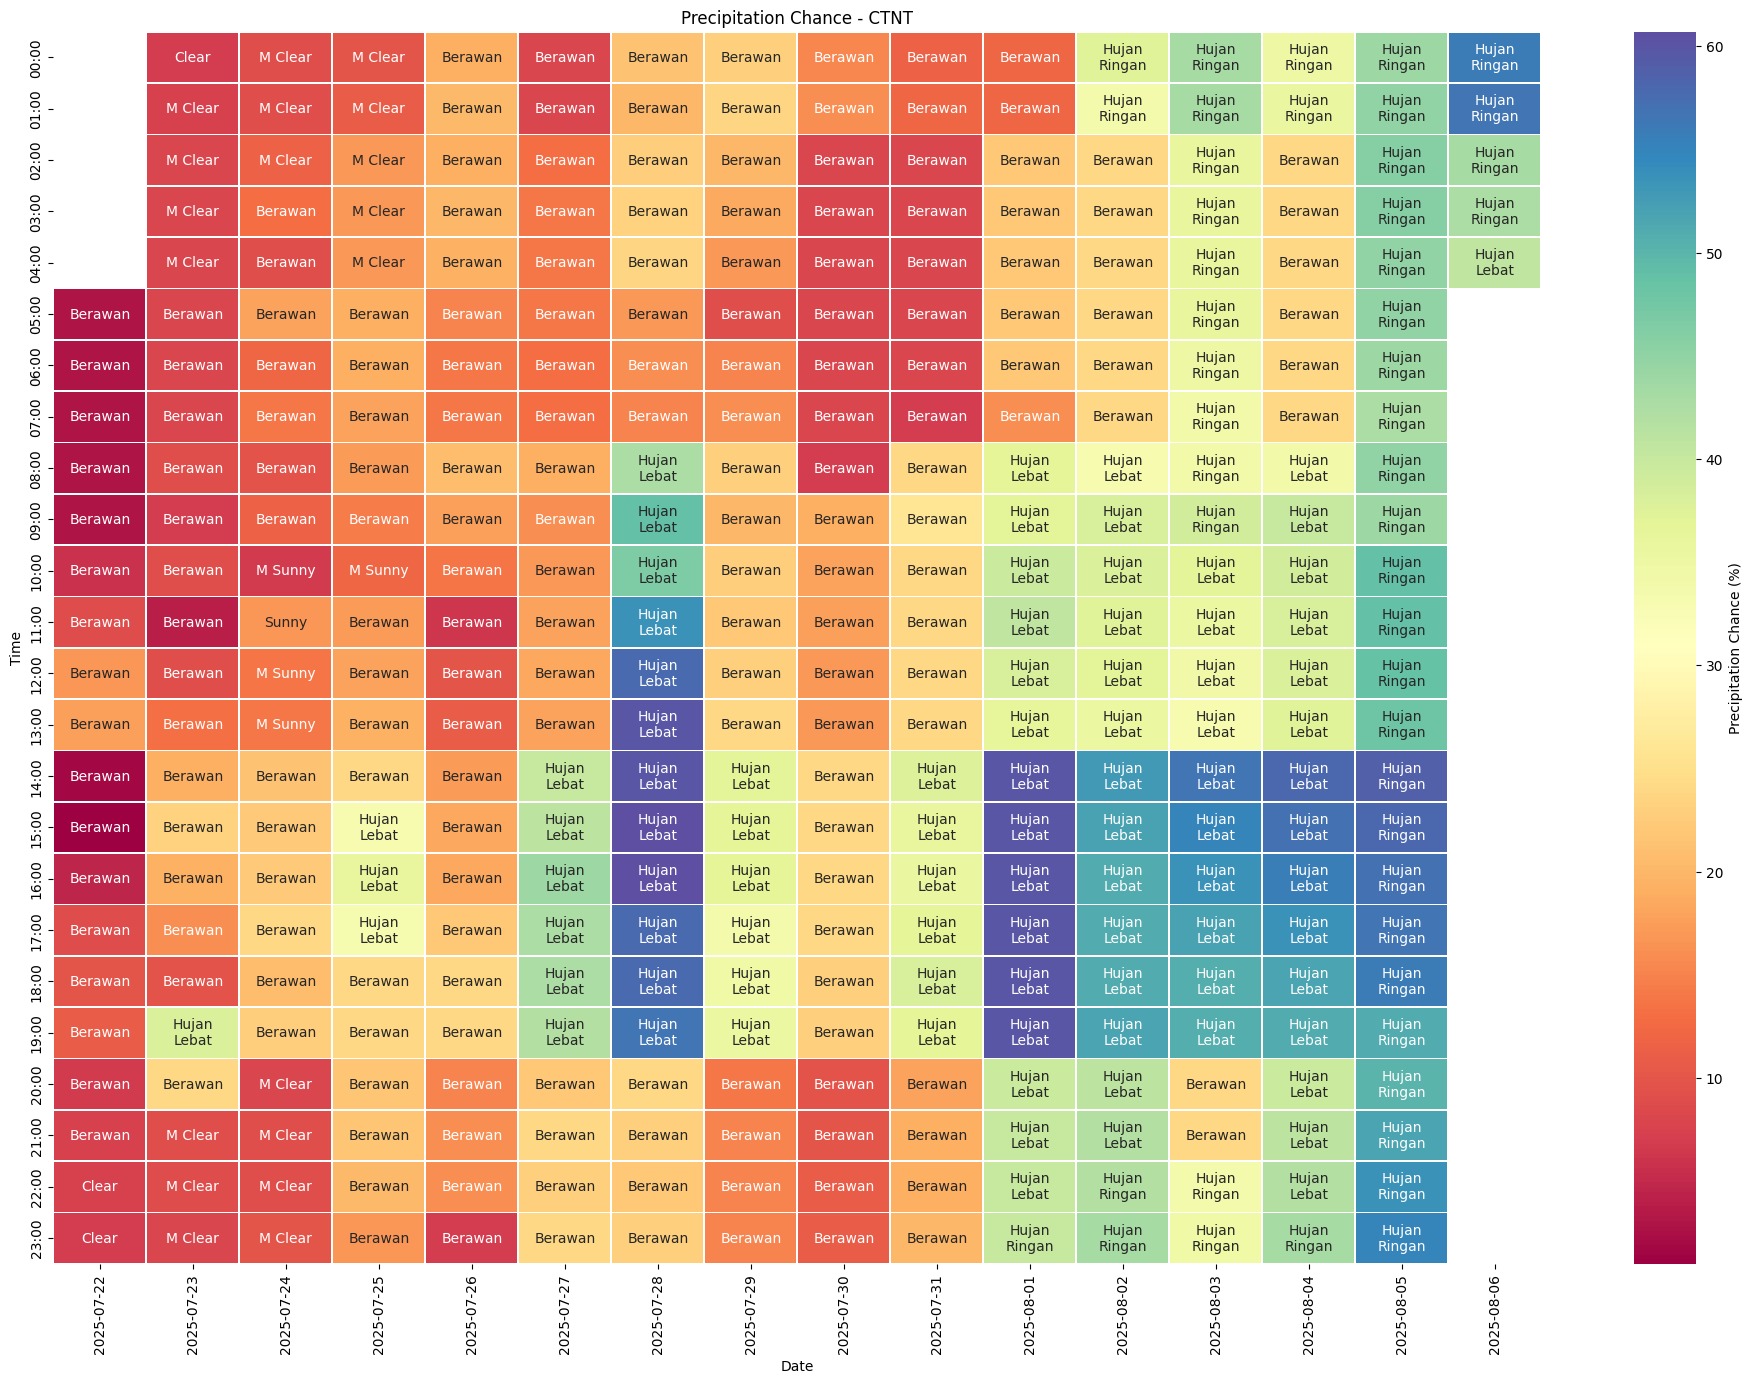 Precipitation Chance - CTNT
00:00 Clear M Clear M Clear Berawan Berawan Berawan Berawan Berawan Berawan Berawan Hujan Ringan Hujan Ringan Hujan Ringan Hujan Ringan Hujan Ringan
01:00 M Clear M Clear M Clear Berawan Berawan Berawan Berawan Berawan Berawan Berawan Hujan Ringan Hujan Ringan Hujan Ringan Hujan Ringan Hujan Ringan
02:00 M Clear M Clear M Clear Berawan Berawan Berawan Berawan Berawan Berawan Berawan Berawan Hujan Ringan Berawan Hujan Ringan Hujan Ringan
03:00 M Clear Berawan M Clear Berawan Berawan Berawan Berawan Berawan Berawan Berawan Berawan Hujan Ringan Berawan Hujan Ringan Hujan Ringan
04:00 M Clear Berawan M Clear Berawan Berawan Berawan Berawan Berawan Berawan Berawan Berawan Hujan Ringan Berawan Hujan Ringan Hujan Lebat
05:00 Berawan Berawan Berawan Berawan Berawan Berawan Berawan Berawan Berawan Berawan Berawan Berawan Hujan Ringan Berawan Hujan Ringan
06:00 Berawan Berawan Berawan Berawan Berawan Berawan Berawan Berawan Berawan Berawan Berawan Berawan Hujan Ringan Berawan Hujan Ringan
07:00 Berawan Berawan Berawan Berawan Berawan Berawan Berawan Berawan Berawan Berawan Berawan Berawan Hujan Ringan Berawan Hujan Ringan
08:00 Berawan Berawan Berawan Berawan Berawan Berawan Hujan Lebat Berawan Berawan Berawan Hujan Lebat Hujan Lebat Hujan Ringan Hujan Lebat Hujan Ringan
09:00 Berawan Berawan Berawan Berawan Berawan Berawan Hujan Lebat Berawan Berawan Berawan Hujan Lebat Hujan Lebat Hujan Ringan Hujan Lebat Hujan Ringan
10:00 Berawan Berawan M Sunny M Sunny Berawan Berawan Hujan Lebat Berawan Berawan Berawan Hujan Lebat Hujan Lebat Hujan Lebat Hujan Lebat Hujan Ringan
11:00 Berawan Berawan Sunny Berawan Berawan Berawan Hujan Lebat Berawan Berawan Berawan Hujan Lebat Hujan Lebat Hujan Lebat Hujan Lebat Hujan Ringan
12:00 Berawan Berawan M Sunny Berawan Berawan Berawan Hujan Lebat Berawan Berawan Berawan Hujan Lebat Hujan Lebat Hujan Lebat Hujan Lebat Hujan Ringan
13:00 Berawan Berawan M Sunny Berawan Berawan Berawan Hujan Lebat Berawan Berawan Berawan Hujan Lebat Hujan Lebat Hujan Lebat Hujan Lebat Hujan Ringan
14:00 Berawan Berawan Berawan Berawan Berawan Hujan Lebat Hujan Lebat Hujan Lebat Berawan Hujan Lebat Hujan Lebat Hujan Lebat Hujan Lebat Hujan Lebat Hujan Ringan
15:00 Berawan Berawan Berawan Hujan Lebat Berawan Hujan Lebat Hujan Lebat Hujan Lebat Berawan Hujan Lebat Hujan Lebat Hujan Lebat Hujan Lebat Hujan Lebat Hujan Ringan
16:00 Berawan Berawan Berawan Hujan Lebat Berawan Hujan Lebat Hujan Lebat Hujan Lebat Berawan Hujan Lebat Hujan Lebat Hujan Lebat Hujan Lebat Hujan Lebat Hujan Ringan
17:00 Berawan Berawan Berawan Hujan Lebat Berawan Hujan Lebat Hujan Lebat Hujan Lebat Berawan Hujan Lebat Hujan Lebat Hujan Lebat Hujan Lebat Hujan Lebat Hujan Ringan
18:00 Berawan Berawan Berawan Berawan Berawan Hujan Lebat Hujan Lebat Hujan Lebat Berawan Hujan Lebat Hujan Lebat Hujan Lebat Hujan Lebat Hujan Lebat Hujan Ringan
19:00 Berawan Hujan Lebat Berawan Berawan Berawan Hujan Lebat Hujan Lebat Hujan Lebat Berawan Hujan Lebat Hujan Lebat Hujan Lebat Hujan Lebat Hujan Lebat Hujan Ringan
20:00 Berawan Berawan M Clear Berawan Berawan Berawan Berawan Berawan Berawan Berawan Hujan Lebat Hujan Lebat Berawan Hujan Lebat Hujan Ringan
21:00 Berawan M Clear M Clear Berawan Berawan Berawan Berawan Berawan Berawan Berawan Hujan Lebat Hujan Lebat Berawan Hujan Lebat Hujan Ringan
22:00 Clear M Clear M Clear Berawan Berawan Berawan Berawan Berawan Berawan Berawan Hujan Lebat Hujan Ringan Hujan Ringan Hujan Lebat Hujan Ringan
23:00 Clear M Clear M Clear Berawan Berawan Berawan Berawan Berawan Berawan Berawan Hujan Ringan Hujan Ringan Hujan Ringan Hujan Ringan Hujan Ringan
Time
2025-07-22 2025-07-23 2025-07-24 2025-07-25 2025-07-26 2025-07-27 2025-07-28 2025-07-29 2025-07-30 2025-07-31 2025-08-01 2025-08-02 2025-08-03 2025-08-04 2025-08-05 2025-08-06
Date
60
50
40
30
20
10
Precipitation Chance (%)